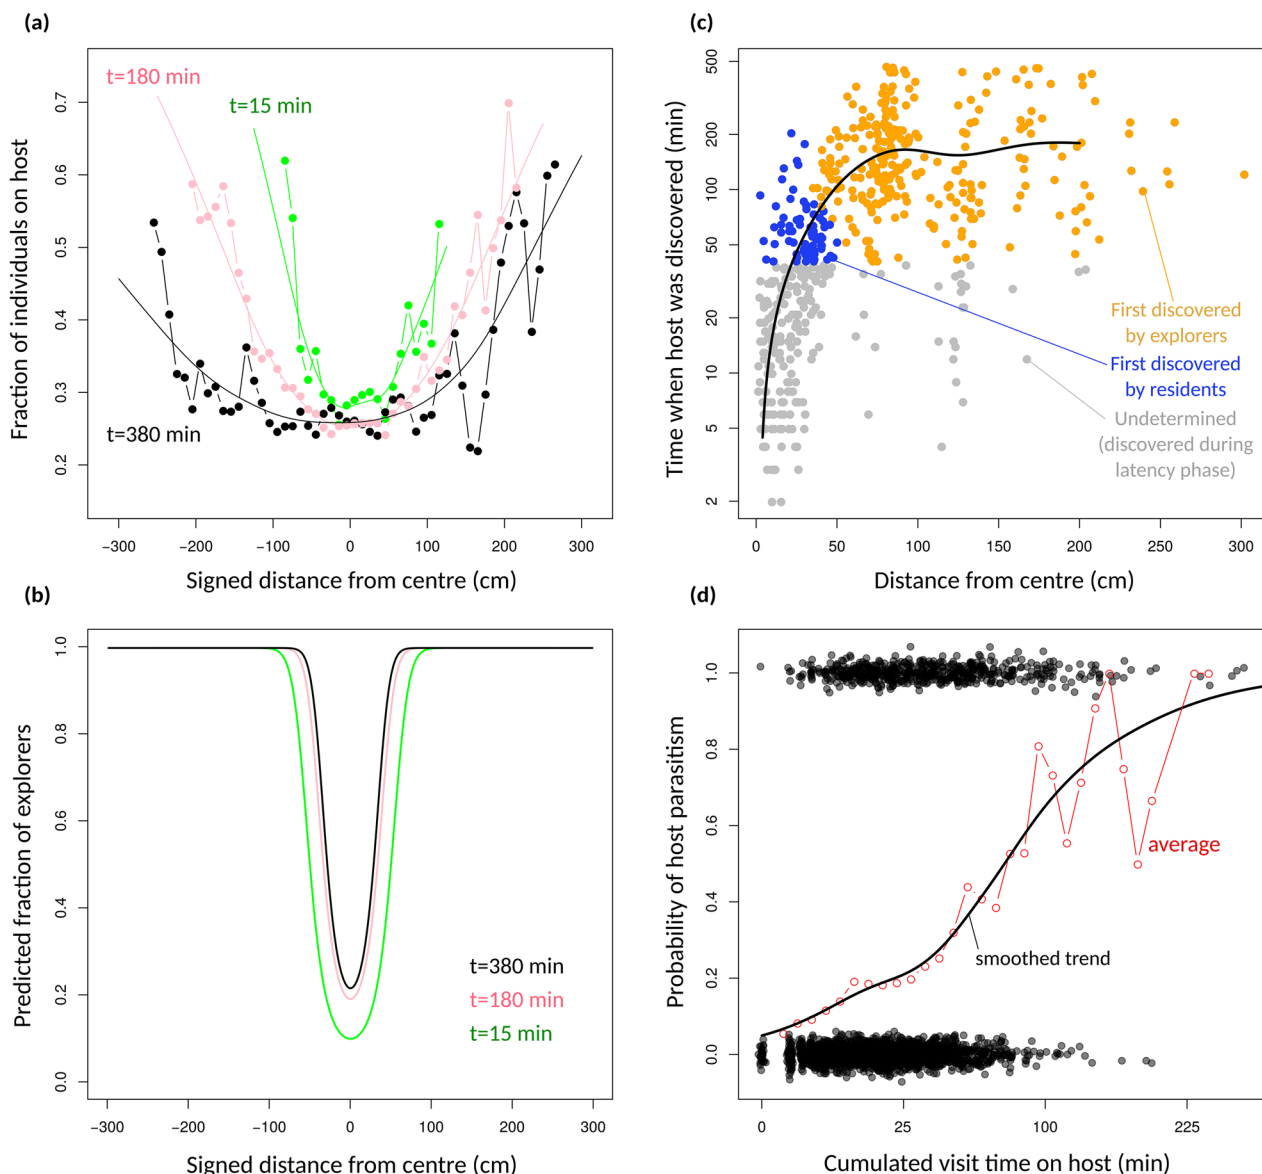 (a)
t=180 min
t=15 min
t=380 min
Fraction of individuals on host
0.7
0.6
0.5
0.4
0.3
0.2
−300
−200
−100
0
100
200
300
Signed distance from centre (cm)
(c)
Time when host was discovered (min)
500
200
100
50
20
10
5
2
First discovered
by explorers
First discovered
by residents
Undetermined
(discovered during
latency phase)
0
50
100
150
200
250
300
Distance from centre (cm)
(b)
Predicted fraction of explorers
1.0
0.8
0.6
0.4
0.2
0.0
t=380 min
t=180 min
t=15 min
−300
−200
−100
0
100
200
300
Signed distance from centre (cm)
(d)
Probability of host parasitism
1.0
0.8
0.6
0.4
0.2
0.0
average
smoothed trend
0
25
100
225
Cumulated visit time on host (min)